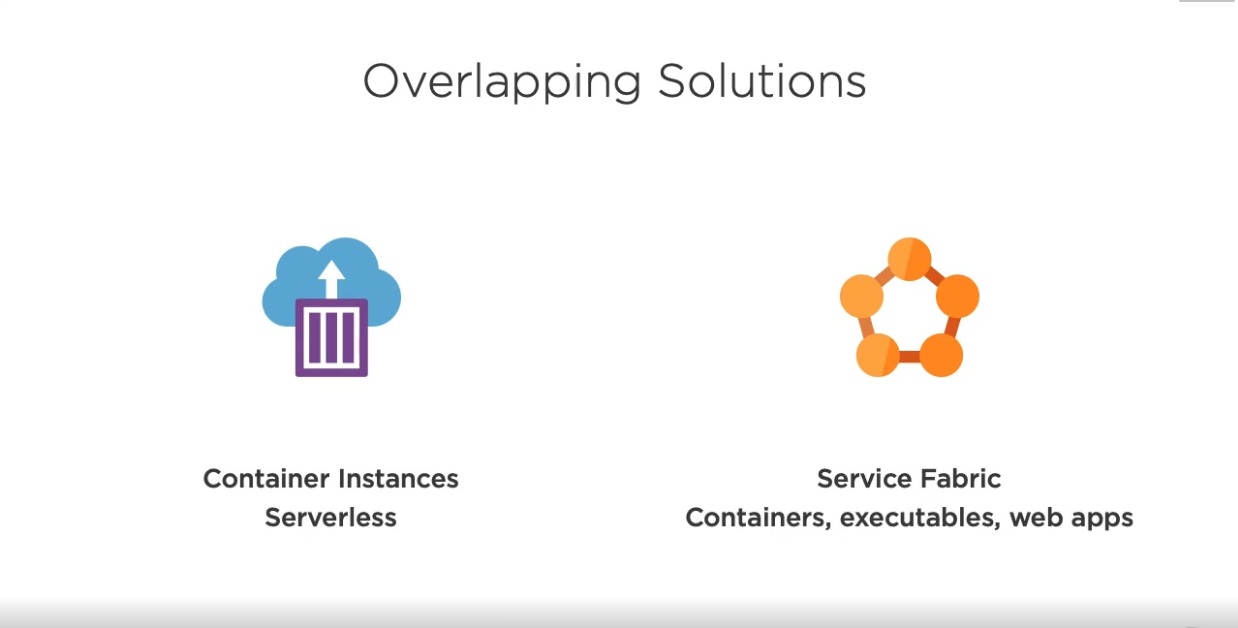 Overlapping Solutions
Container Instances
Serverless
Service Fabric
Containers, executables, web apps